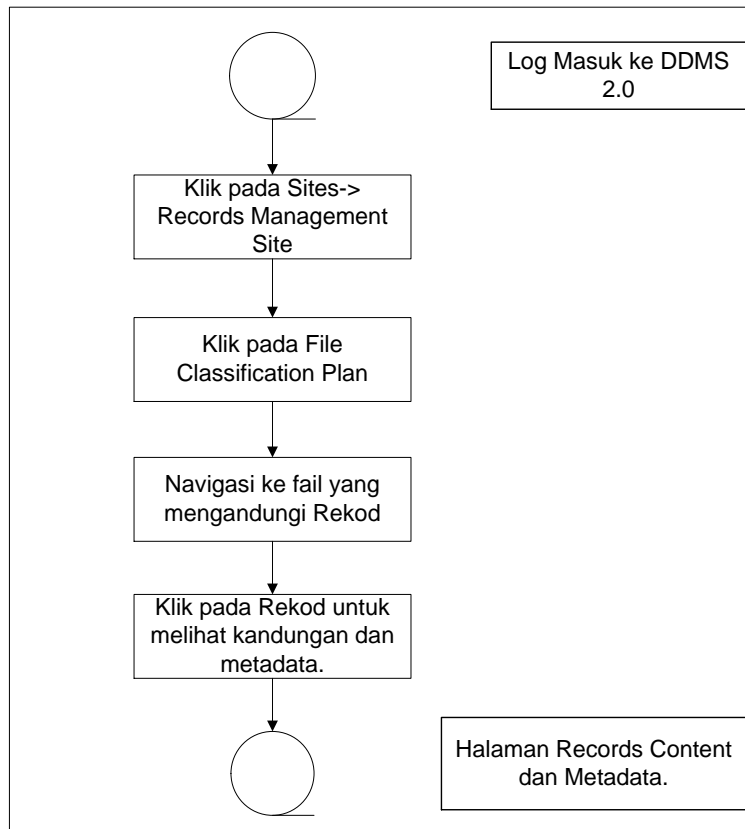 Log Masuk ke DDMS
2.0
Klik pada Sites->
Records Management
Site
Klik pada File
Classification Plan
Navigasi ke fail yang
mengandungi Rekod
Klik pada Rekod untuk
melihat kandungan dan
metadata.
Halaman Records Content
dan Metadata.